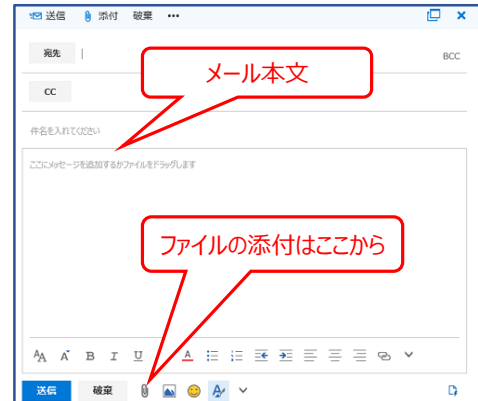 送信 添付 破棄 •••
宛先 BCC
メール本文
CC
件名を入れてください
ここにメッセージを追加するかファイルをドラッグします
ファイルの添付はここから
AA A B I U A
送信 破棄 A